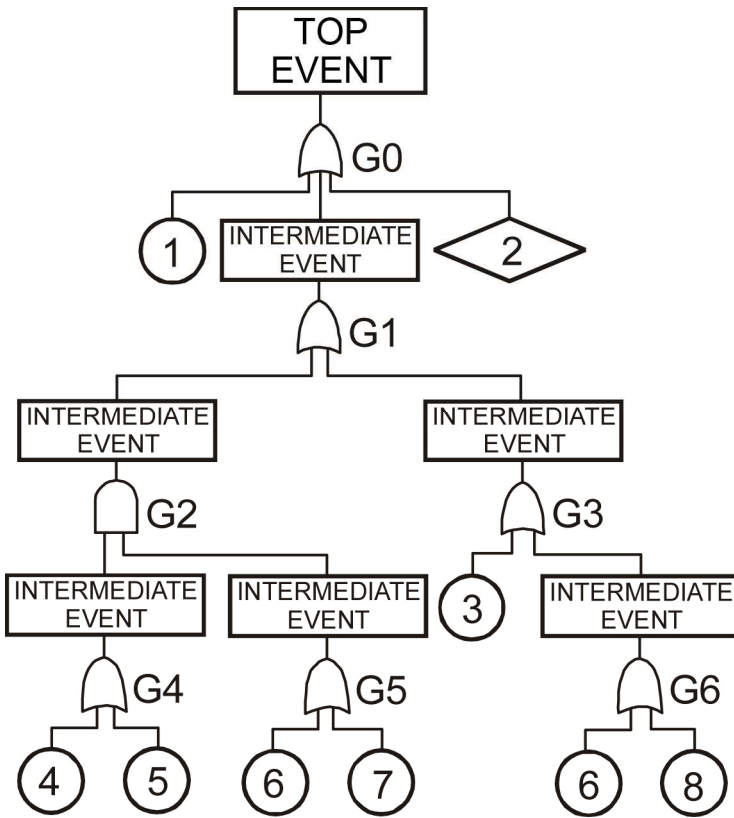 TOP
EVENT
G0
1
INTERMEDIATE
EVENT
2
G1
INTERMEDIATE
EVENT
INTERMEDIATE
EVENT
G2
G3
INTERMEDIATE
EVENT
INTERMEDIATE
EVENT
3
INTERMEDIATE
EVENT
G4
G5
G6
4
5
6
7
6
8